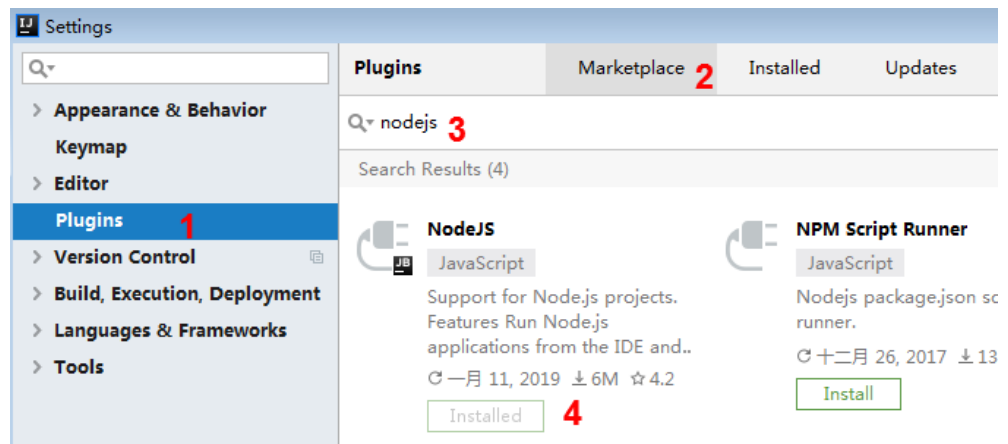 IJ Settings
Plugins Marketplace 2 Installed Updates
Appearance & Behavior
nodejs 3
Keymap
Search Results (4)
Editor
Plugins 1
Version Control
Build, Execution, Deployment
Languages & Frameworks
Tools
NodeJS
JB
JavaScript
Support for Node.js projects.
Features Run Node.js
applications from the IDE and..
一月 11, 2019 6M 4.2
Installed 4
NPM Script Runner
JavaScript
Nodejs package.json sc
runner.
十二月 26, 2017 13
Install